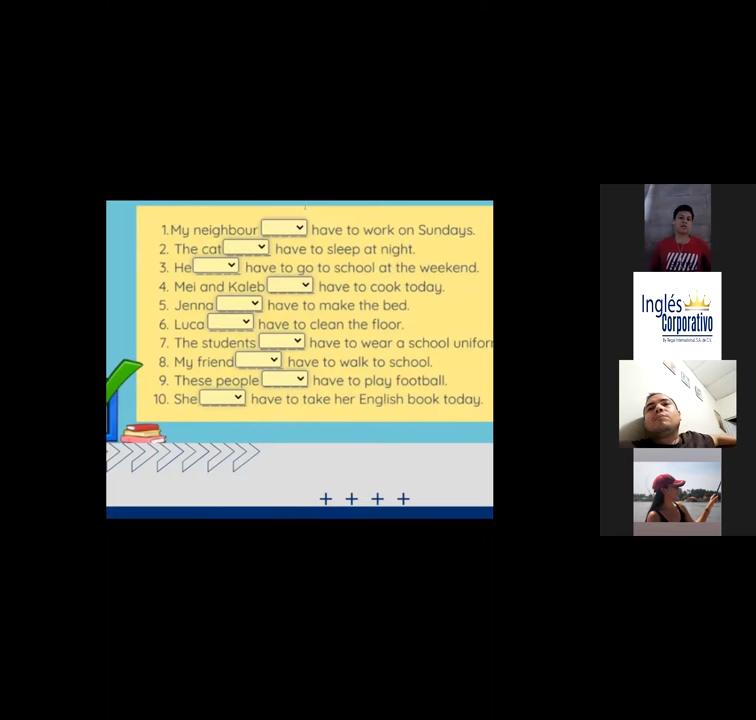 1.My neighbour have to work on Sundays.
2. The cat have to sleep at night.
3. He have to go to school at the weekend.
4. Mei and Kaleb have to cook today.
5. Jenna have to make the bed.
6. Luca have to clean the floor.
7. The students have to wear a school unifor
8. My friend have to walk to school.
9. These people have to play football.
10. She have to take her English book today.
Inglés
Corporativo
By Regar International, S.A. de C.V.